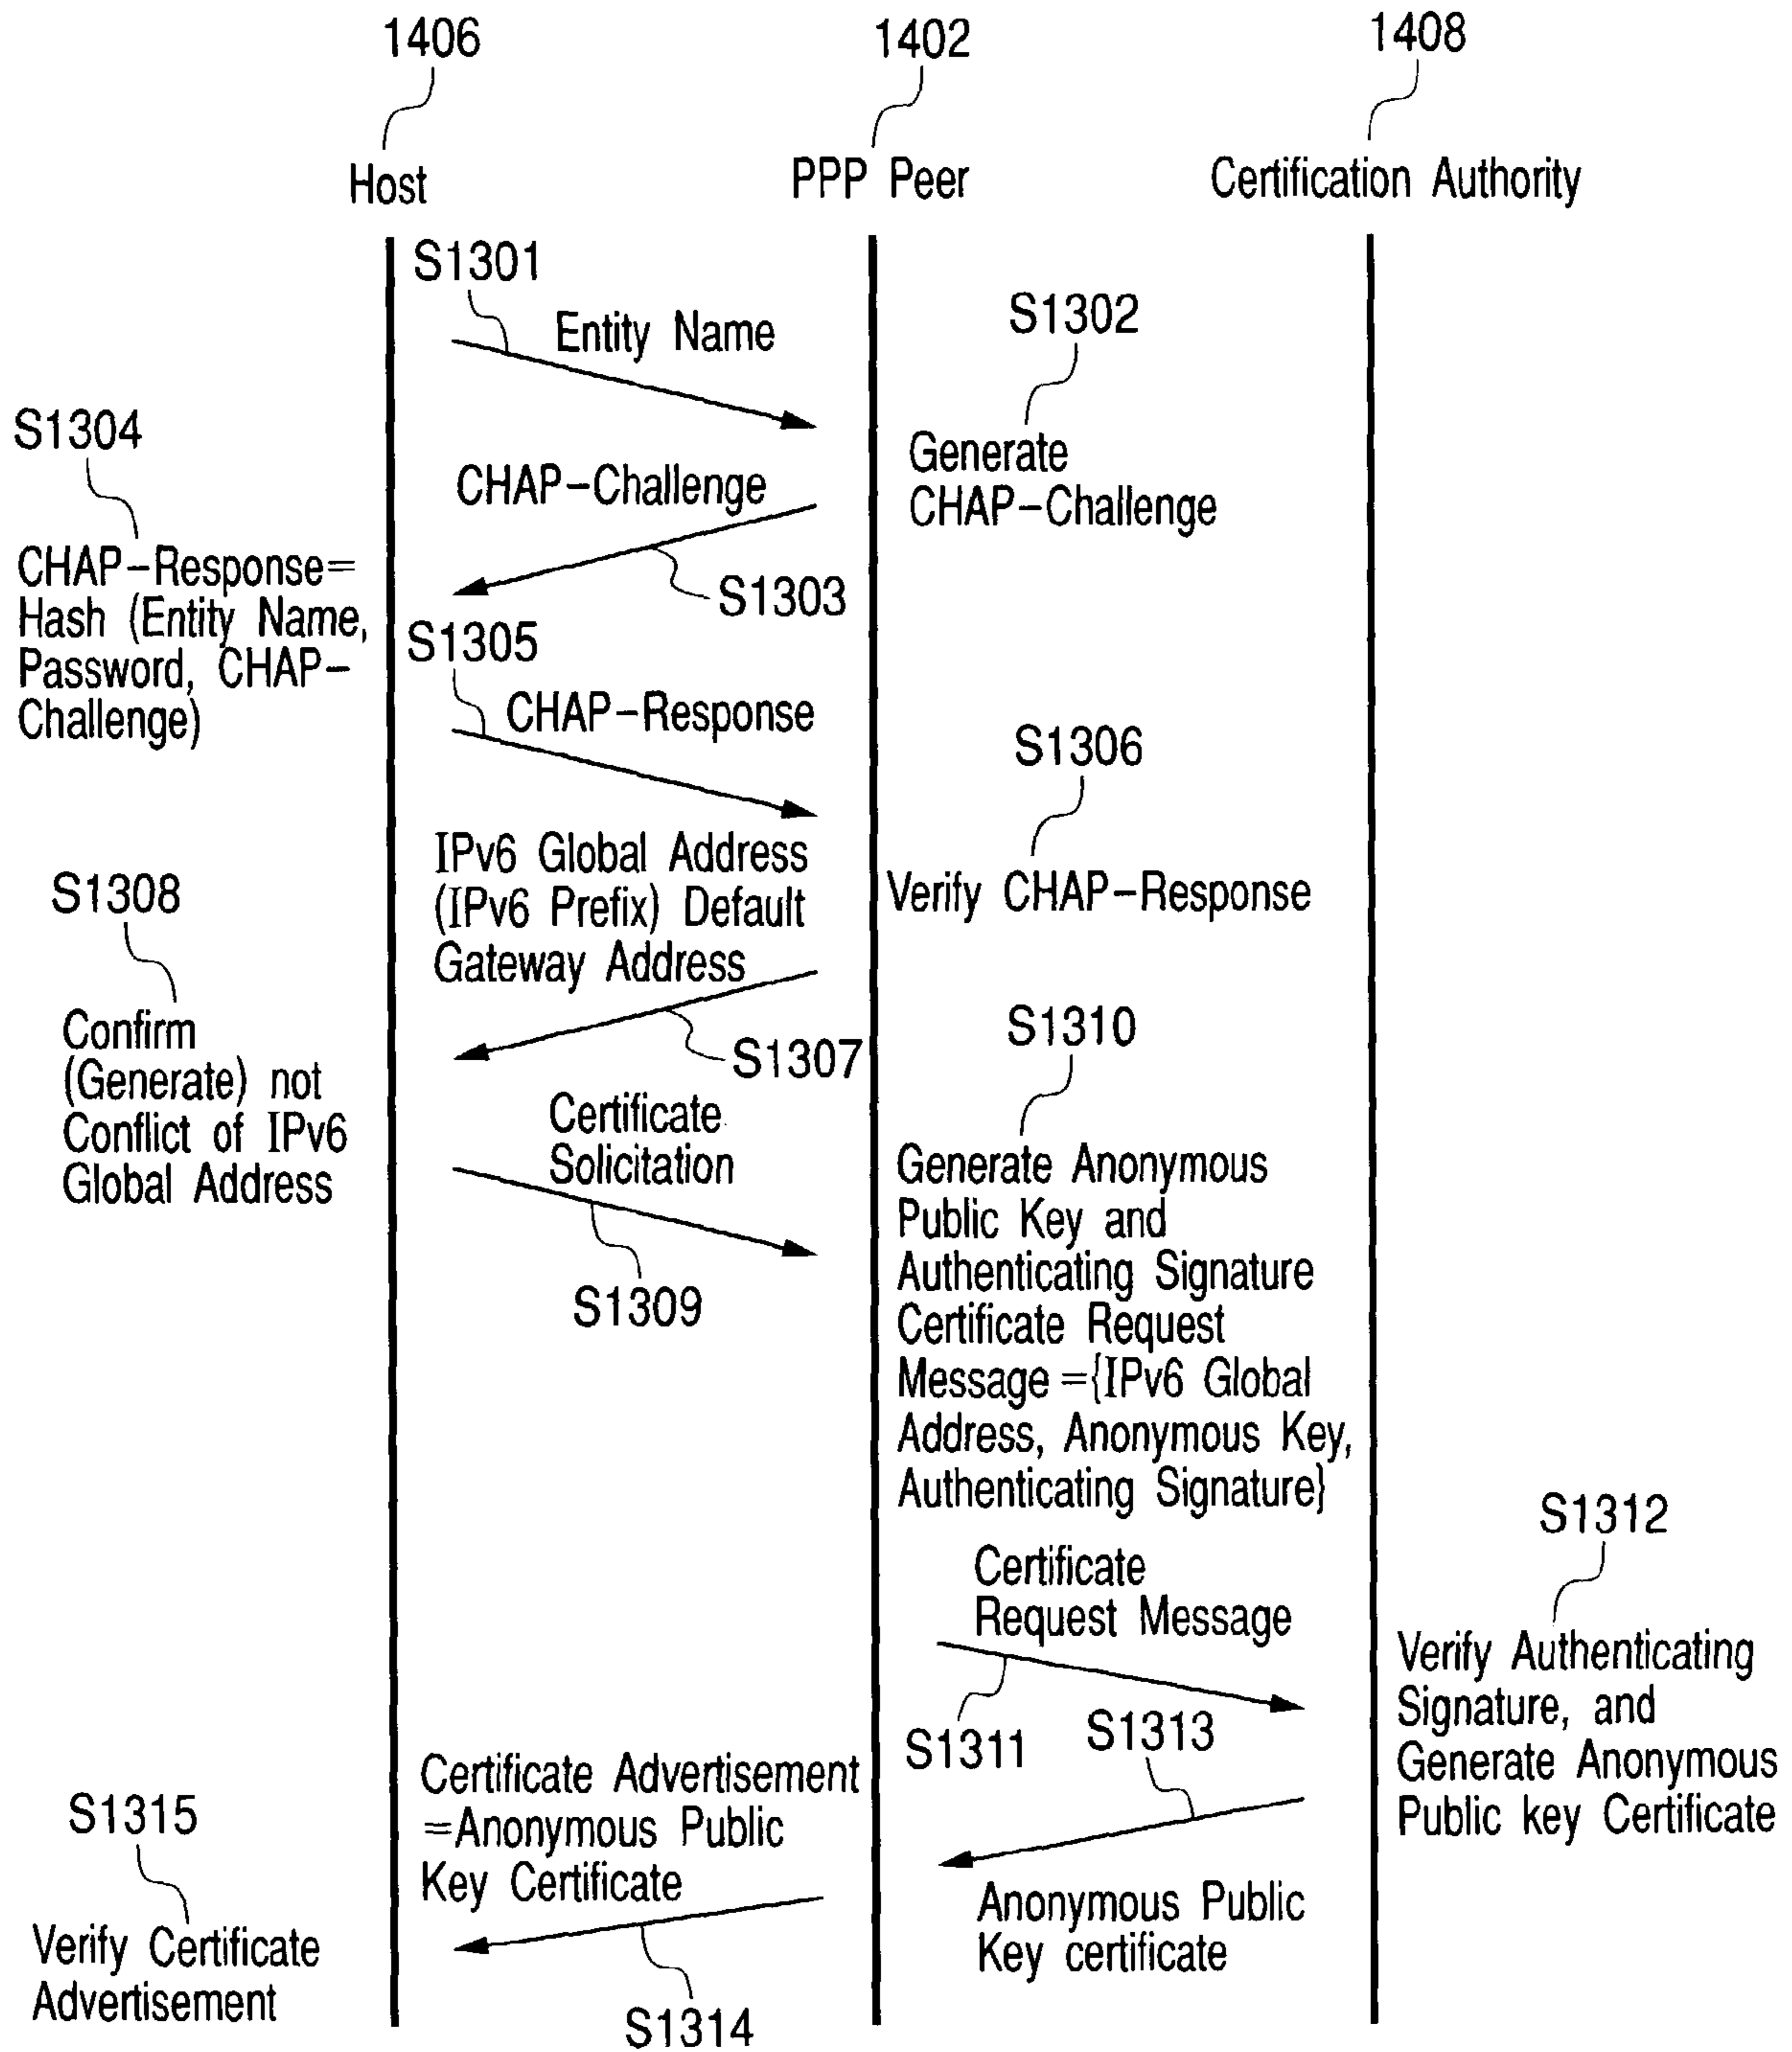 1406
1402
1408
Host
PPP Peer
Certification Authority
S1301
Entity Name
S1302
Generate
CHAP-Challenge
CHAP-Challenge
S1303
S1304
CHAP-Response=
Hash (Entity Name,
Password, CHAP-
Challenge)
S1305
CHAP-Response
S1306
Verify CHAP-Response
IPv6 Global Address
(IPv6 Prefix) Default
Gateway Address
S1307
S1308
Confirm
(Generate) not
Conflict of IPv6
Global Address
Certificate
Solicitation
S1309
S1310
Generate Anonymous
Public Key and
Authenticating Signature
Certificate Request
Message={IPv6 Global
Address, Anonymous Key,
Authenticating Signature}
Certificate
Request Message
S1311
S1312
Verify Authenticating
Signature, and
Generate Anonymous
Public key Certificate
S1313
Anonymous Public
Key certificate
Certificate Advertisement
=Anonymous Public
Key Certificate
S1314
S1315
Verify Certificate
Advertisement